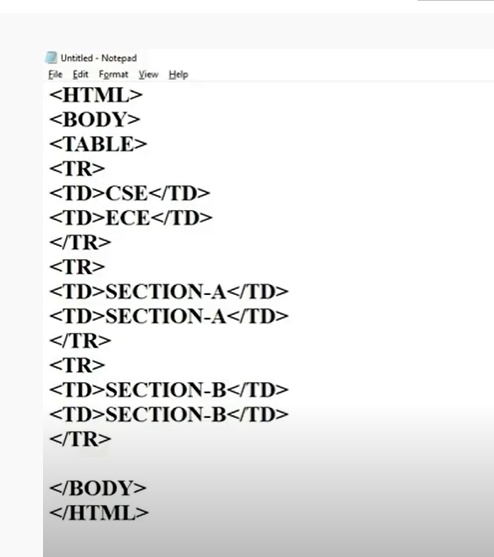 Untitled - Notepad
File Edit Format View Help
<HTML>
<BODY>
<TABLE>
<TR>
<TD>CSE</TD>
<TD>ECE</TD>
</TR>
<TR>
<TD>SECTION-A</TD>
<TD>SECTION-A</TD>
</TR>
<TR>
<TD>SECTION-B</TD>
<TD>SECTION-B</TD>
</TR>
</BODY>
</HTML>